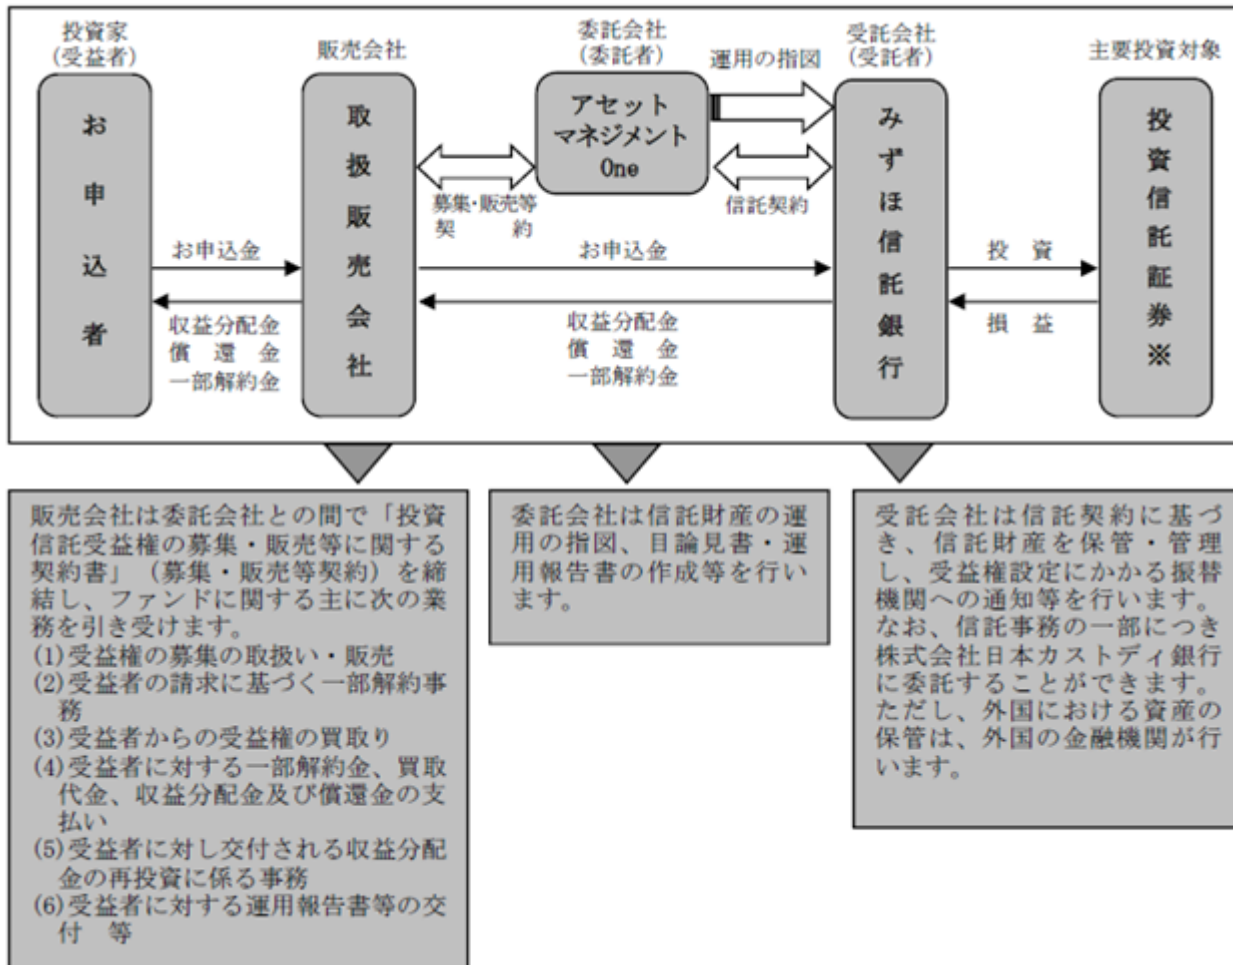 投資家
(受益者)
販売会社
委託会社
(委託者)
運用の指図
受託会社
(受託者)
主要投資対象
お申込者
取扱販売会社
アセット
マネジメント
One
みずほ信託銀行
投資信託証券※
募集・販売等
契　約
信託契約
お申込金
お申込金
投　資
収益分配金
償　還　金
一部解約金
収益分配金
償　還　金
一部解約金
損　益
販売会社は委託会社との間で「投資
信託受益権の募集・販売等に関する
契約書」（募集・販売等契約）を締
結し、ファンドに関する主に次の業
務を引き受けます。
(1)受益権の募集の取扱い・販売
(2)受益者の請求に基づく一部解約事
務
(3)受益者からの受益権の買取り
(4)受益者に対する一部解約金、買取
代金、収益分配金及び償還金の支
払い
(5)受益者に対し交付される収益分配
金の再投資に係る事務
(6)受益者に対する運用報告書等の交
付　等
委託会社は信託財産の運
用の指図、目論見書・運
用報告書の作成等を行い
ます。
受託会社は信託契約に基づ
き、信託財産を保管・管理
し、受益権設定にかかる振替
機関への通知等を行います。
なお、信託事務の一部につき
株式会社日本カストディ銀行
に委託することができます。
ただし、外国における資産の
保管は、外国の金融機関が行
います。